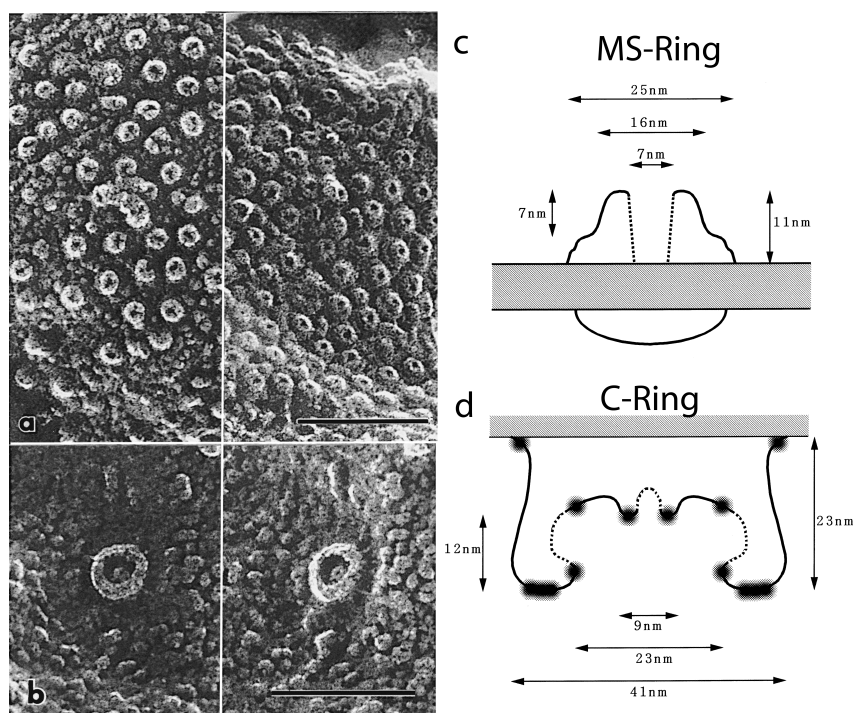 a
b
c
MS-Ring
25nm
16nm
7nm
7nm
11nm
d
C-Ring
12nm
23nm
9nm
23nm
41nm